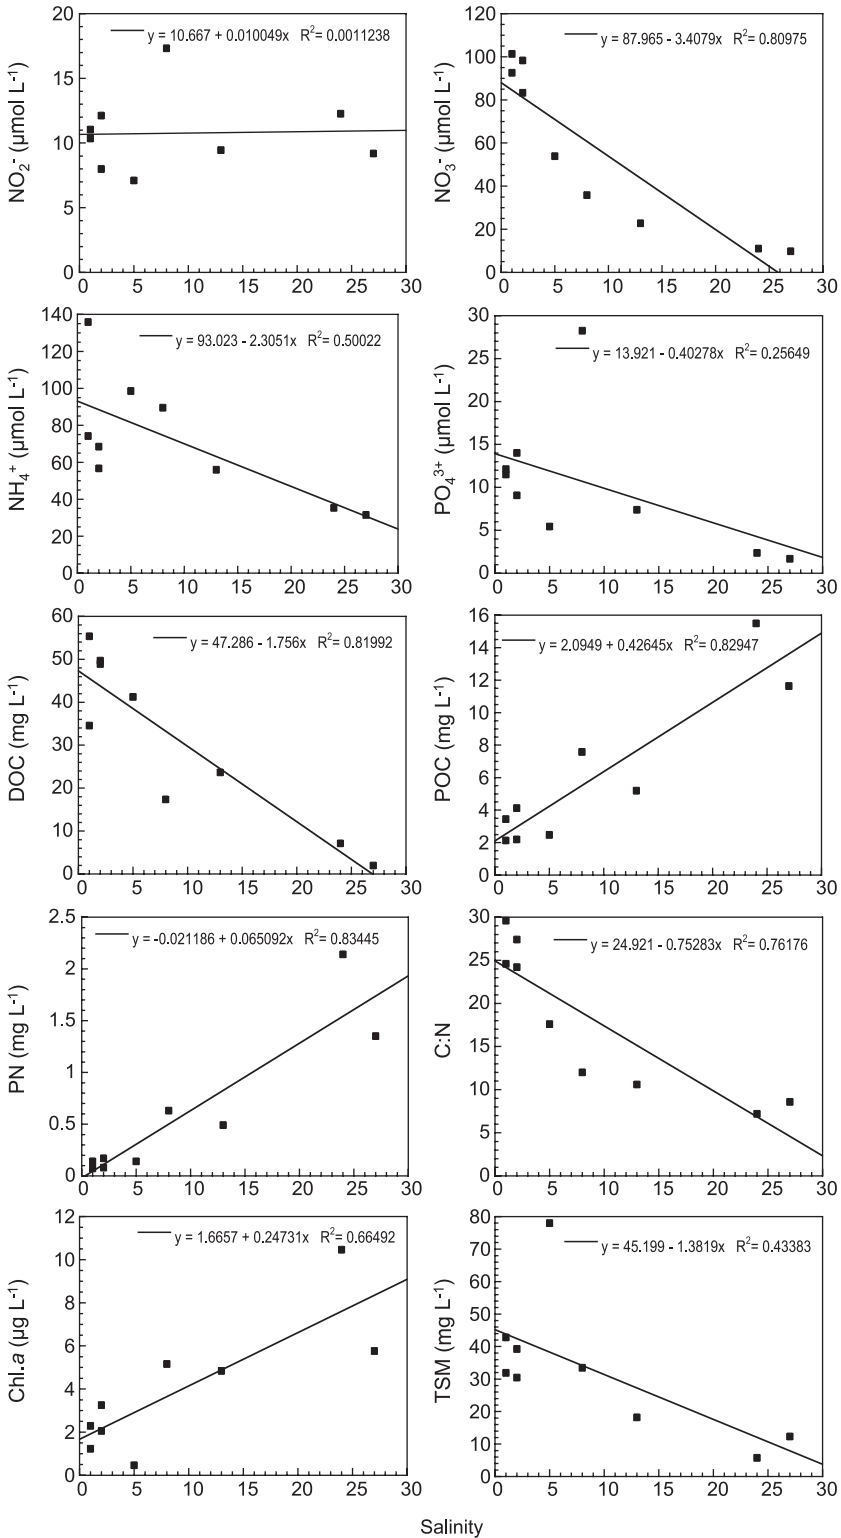 y = 10.667 + 0.010049x R²= 0.0011238
NO₂⁻ (µmol L⁻¹)
20
15
10
5
0
0 5 10 15 20 25 30
y = 87.965 - 3.4079x R²= 0.80975
NO₃⁻ (µmol L⁻¹)
120
100
80
60
40
20
0
0 5 10 15 20 25 30
y = 93.023 - 2.3051x R²= 0.50022
NH₄⁺ (µmol L⁻¹)
140
120
100
80
60
40
20
0
0 5 10 15 20 25 30
y = 13.921 - 0.40278x R²= 0.25649
PO₄³⁺ (µmol L⁻¹)
30
25
20
15
10
5
0
0 5 10 15 20 25 30
y = 47.286 - 1.756x R²= 0.81992
DOC (mg L⁻¹)
60
50
40
30
20
10
0
0 5 10 15 20 25 30
y = 2.0949 + 0.42645x R²= 0.82947
POC (mg L⁻¹)
16
14
12
10
8
6
4
2
0
0 5 10 15 20 25 30
y = -0.021186 + 0.065092x R²= 0.83445
PN (mg L⁻¹)
2.5
2
1.5
1
0.5
0
0 5 10 15 20 25 30
y = 24.921 - 0.75283x R²= 0.76176
C:N
30
25
20
15
10
5
0
0 5 10 15 20 25 30
y = 1.6657 + 0.24731x R²= 0.66492
Chl.a (µg L⁻¹)
12
10
8
6
4
2
0
0 5 10 15 20 25 30
y = 45.199 - 1.3819x R²= 0.43383
TSM (mg L⁻¹)
80
70
60
50
40
30
20
10
0
0 5 10 15 20 25 30
Salinity